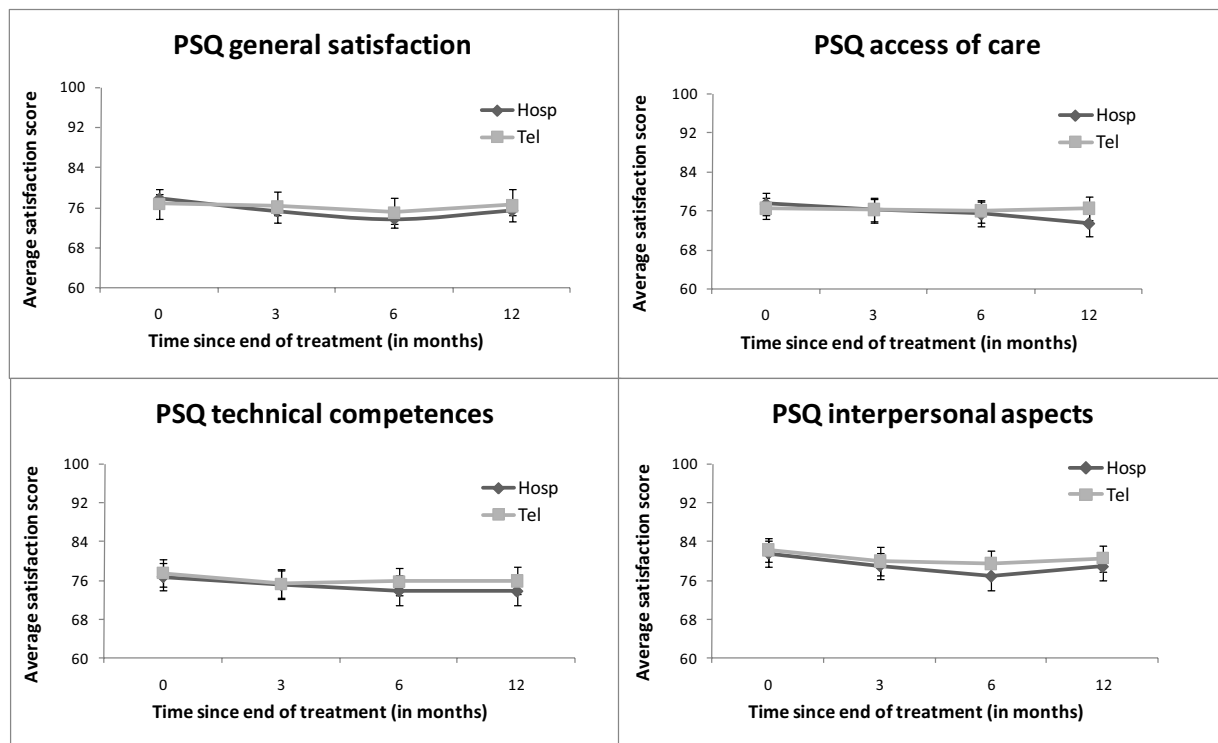 PSQ general satisfaction
Average satisfaction score
100
92
84
76
68
60
Hosp
Tel
0 3 6 12
Time since end of treatment (in months)
PSQ access of care
Average satisfaction score
100
92
84
76
68
60
Hosp
Tel
0 3 6 12
Time since end of treatment (in months)
PSQ technical competences
Average satisfaction score
100
92
84
76
68
60
Hosp
Tel
0 3 6 12
Time since end of treatment (in months)
PSQ interpersonal aspects
Average satisfaction score
100
92
84
76
68
60
Hosp
Tel
0 3 6 12
Time since end of treatment (in months)